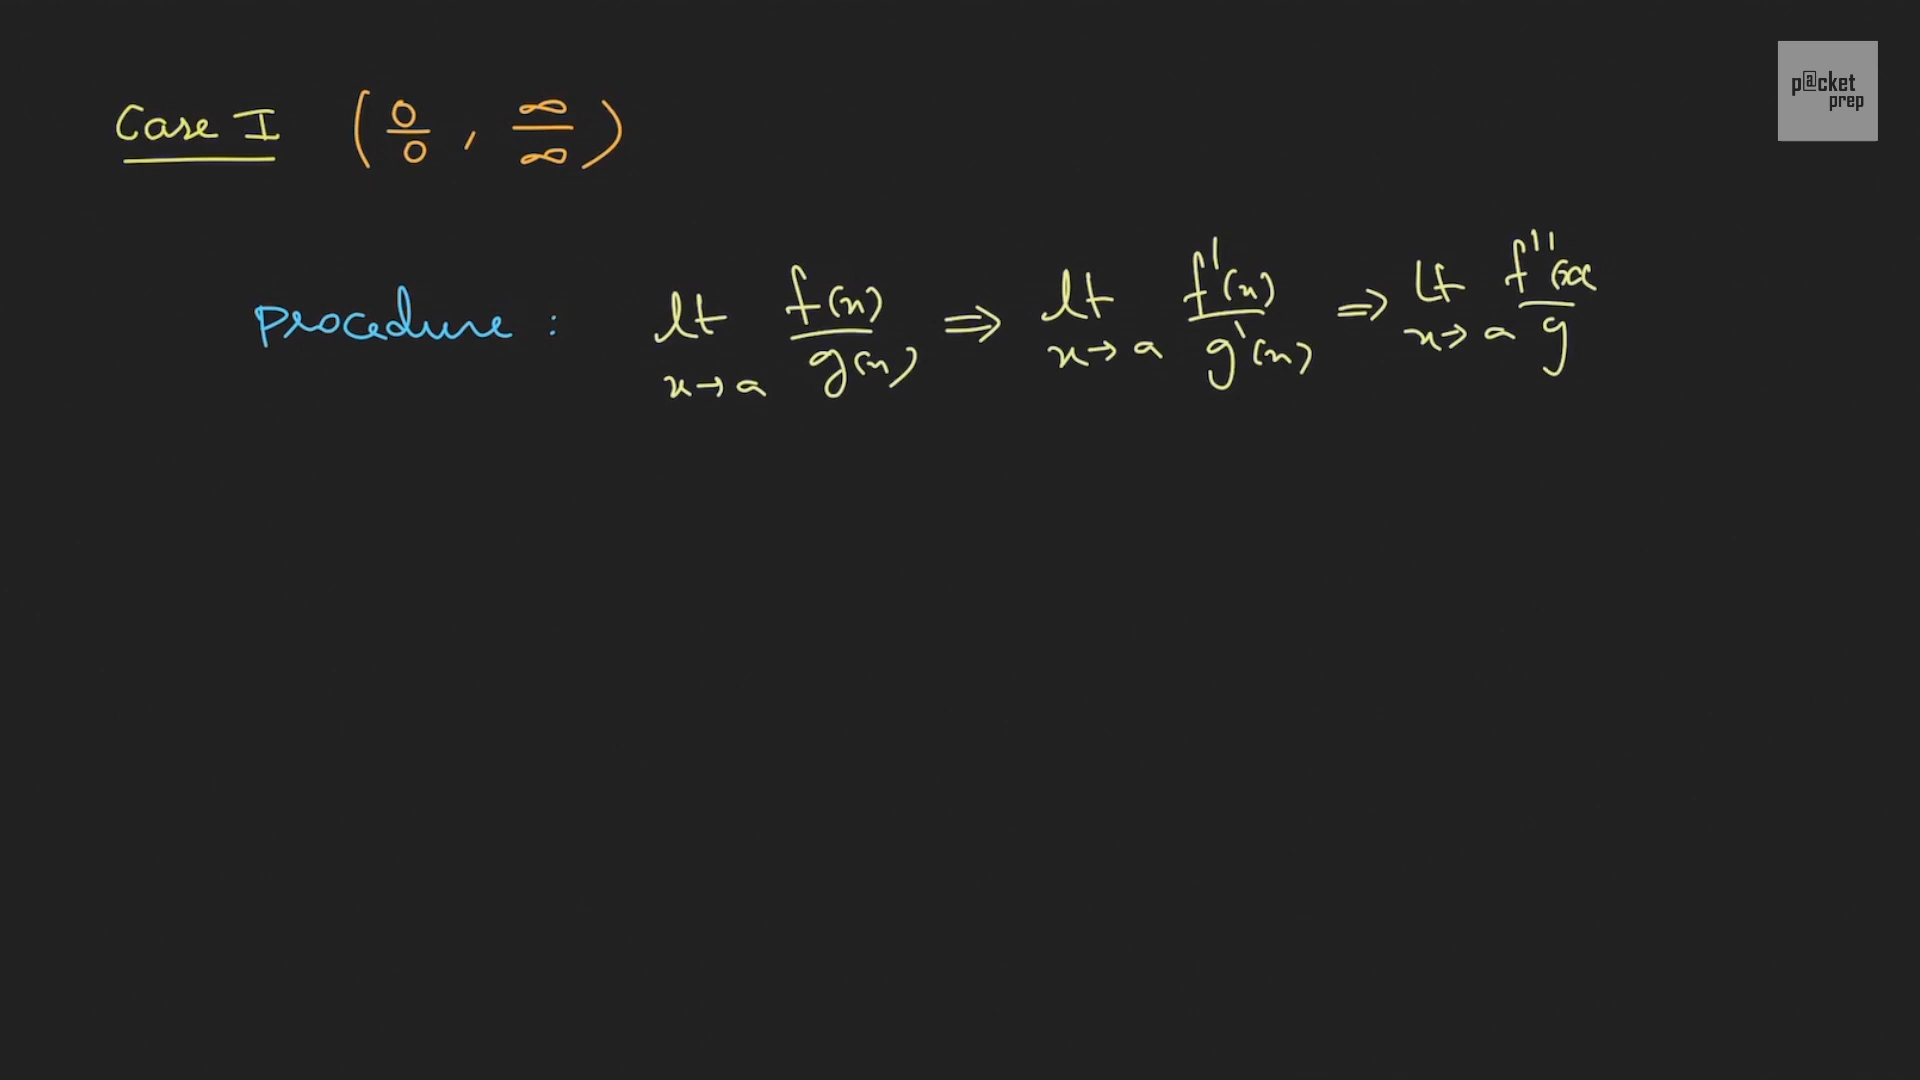 p@cket
prep
Case I ( 0/0 , ∞/∞ )
Procedure : lt x→a f(x)/g(x) ⇒ lt x→a f'(x)/g'(x) ⇒ lt x→a f''(x/g